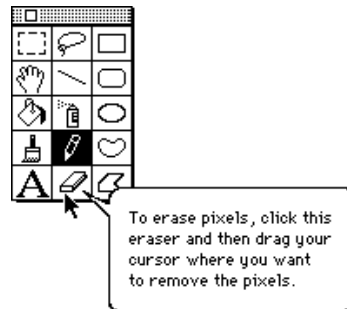 A
To erase pixels, click this
eraser and then drag your
cursor where you want
to remove the pixels.